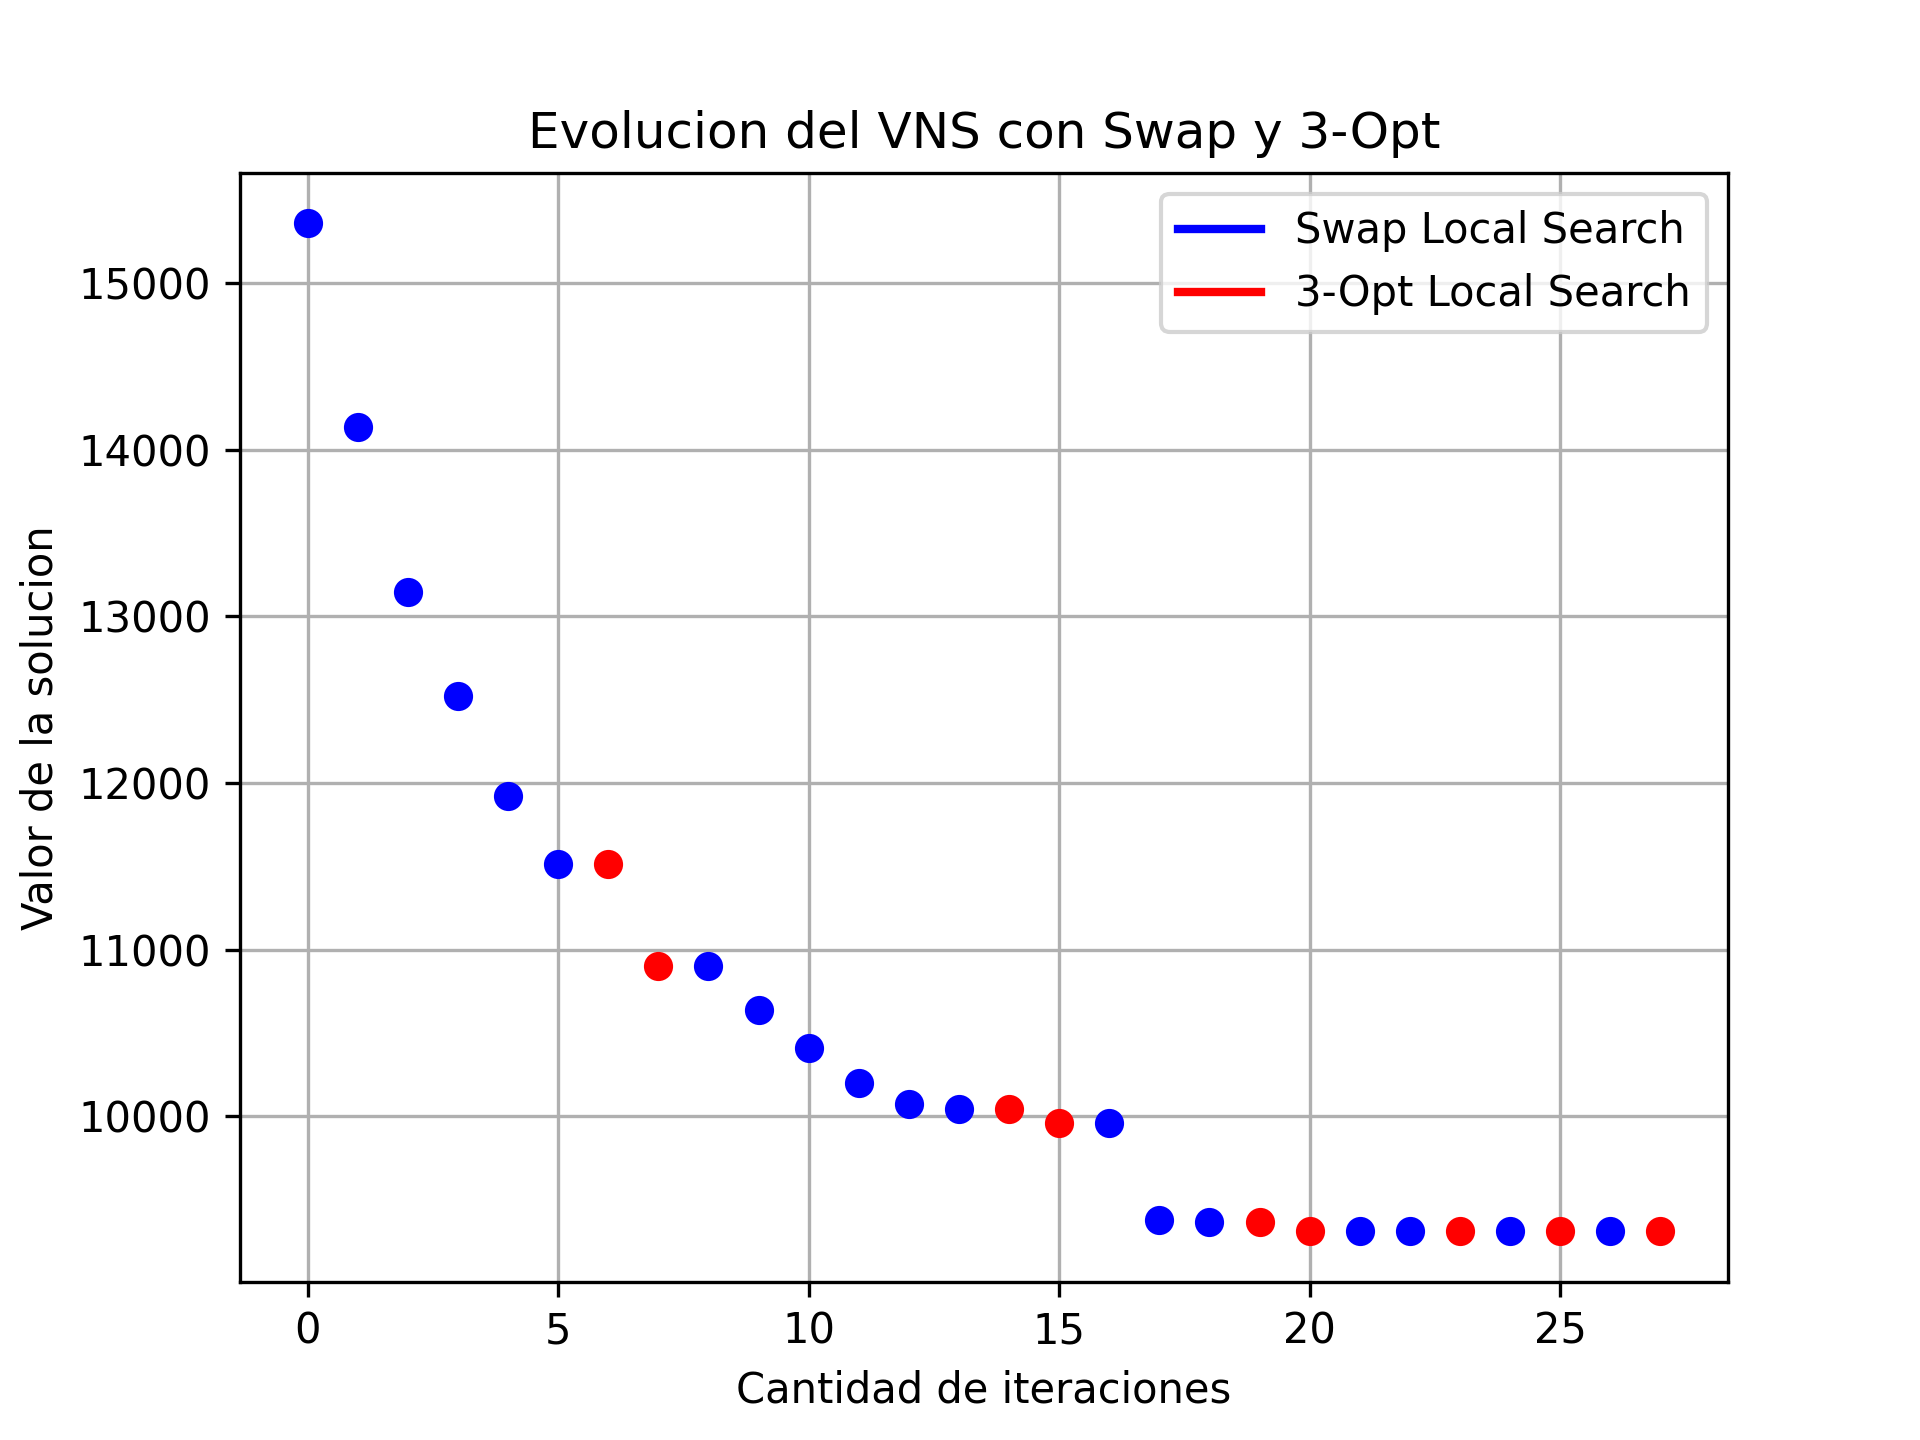 Evolucion del VNS con Swap y 3-Opt
Swap Local Search
3-Opt Local Search
Valor de la solucion
15000
14000
13000
12000
11000
10000
0 5 10 15 20 25
Cantidad de iteraciones